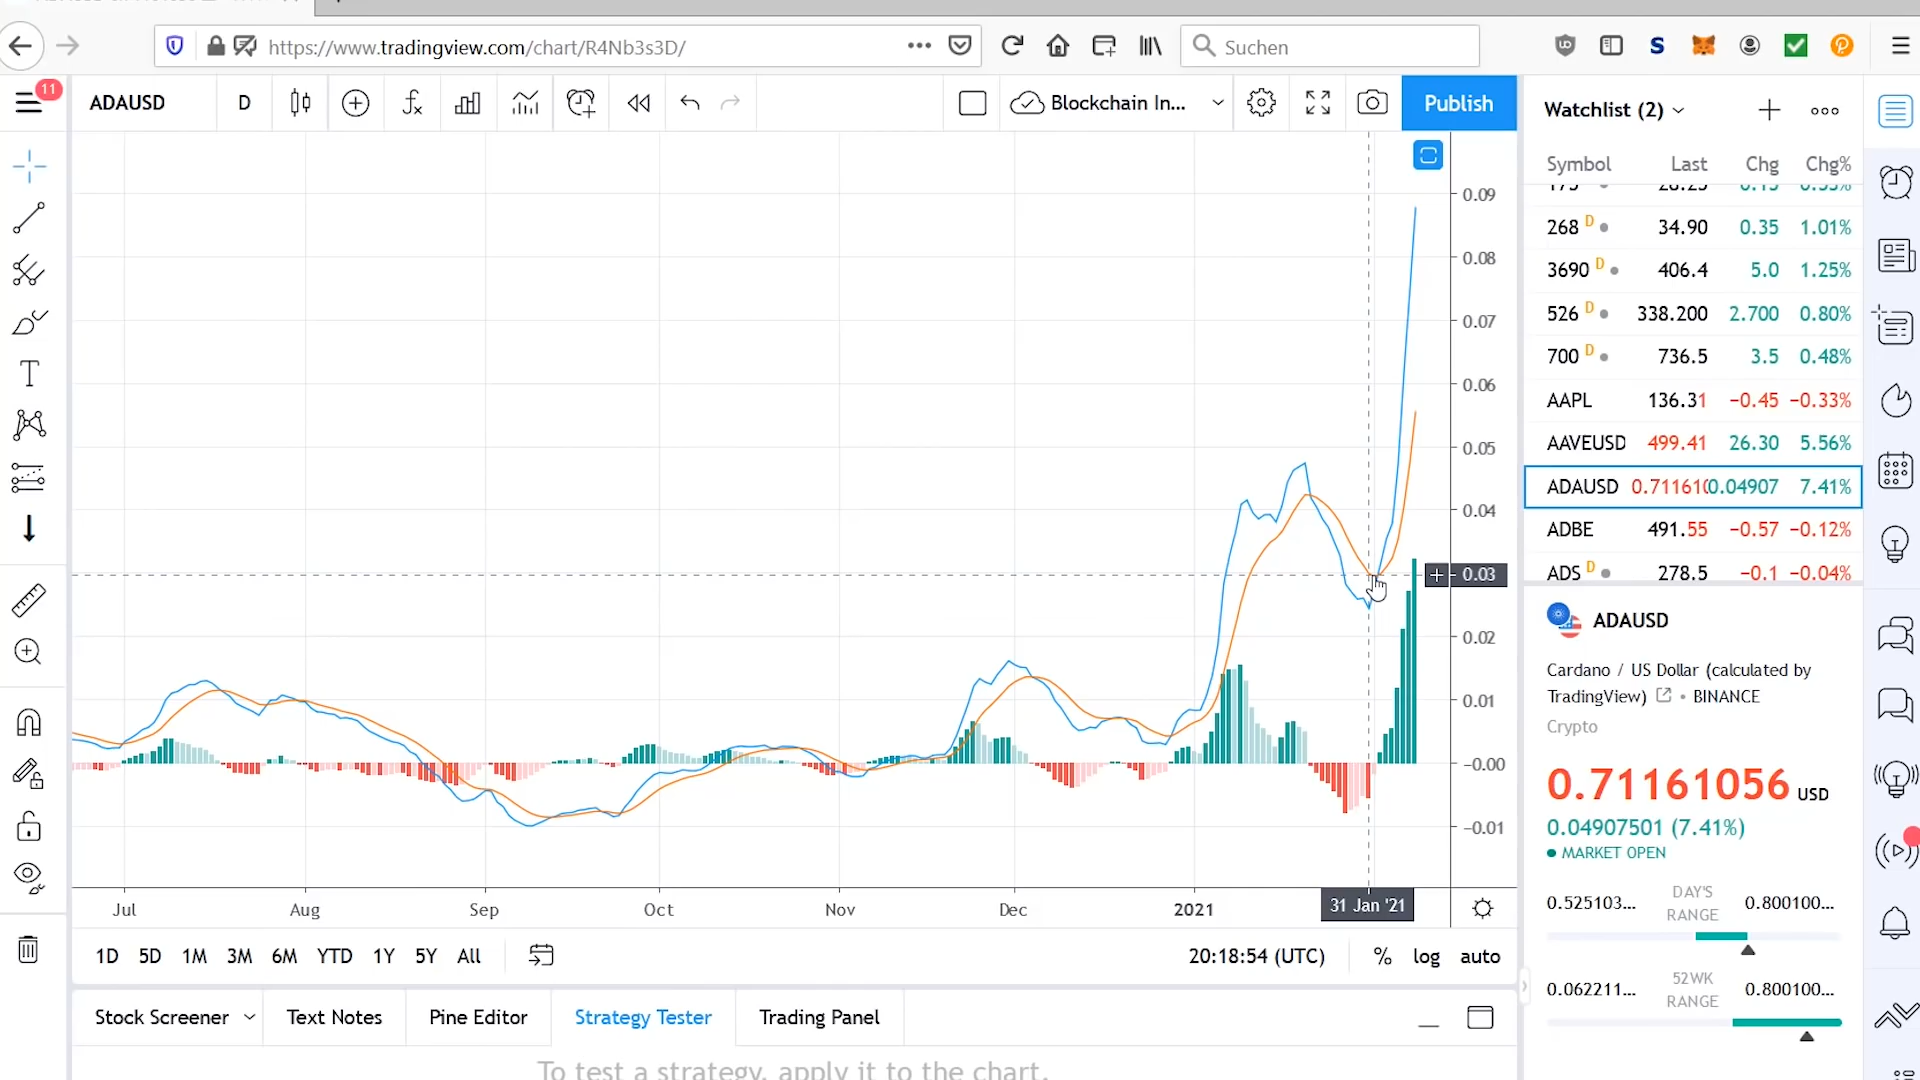 https://www.tradingview.com/chart/R4Nb3s3D/
Suchen
11
ADAUSD
D
Blockchain In...
Publish
Watchlist (2)
Symbol Last Chg Chg%
268 D 34.90 0.35 1.01%
3690 D 406.4 5.0 1.25%
526 D 338.200 2.700 0.80%
700 D 736.5 3.5 0.48%
AAPL 136.31 −0.45 −0.33%
AAVEUSD 499.41 26.30 5.56%
ADAUSD 0.711610 0.04907 7.41%
ADBE 491.55 −0.57 −0.12%
ADS D 278.5 −0.1 −0.04%
0.09
0.08
0.07
0.06
0.05
0.04
0.03
0.02
0.01
−0.00
−0.01
Jul Aug Sep Oct Nov Dec 2021 31 Jan '21
ADAUSD
Cardano / US Dollar (calculated by
TradingView) • BINANCE
Crypto
0.71161056 USD
0.04907501 (7.41%)
MARKET OPEN
0.525103... DAY'S RANGE 0.800100...
0.062211... 52WK RANGE 0.800100...
1D 5D 1M 3M 6M YTD 1Y 5Y All
20:18:54 (UTC) % log auto
Stock Screener Text Notes Pine Editor Strategy Tester Trading Panel
To test a strategy, apply it to the chart.